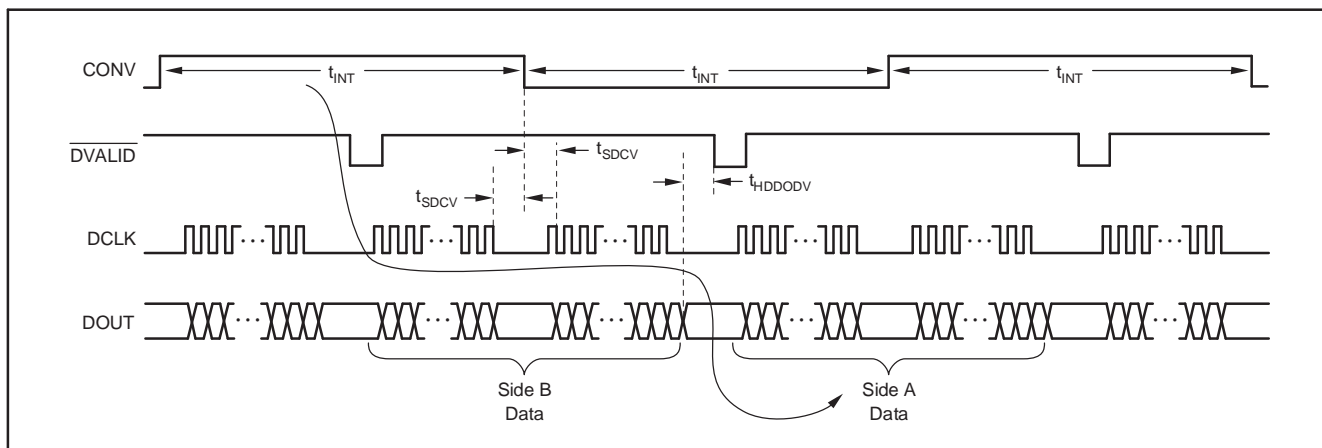 CONV
tINT
tINT
tINT
DVALID
tSDCV
tHDDODV
tSDCV
DCLK
... ... ... ... ... ... 
DOUT
... ... ... ... ... ...
Side B
Data
Side A
Data